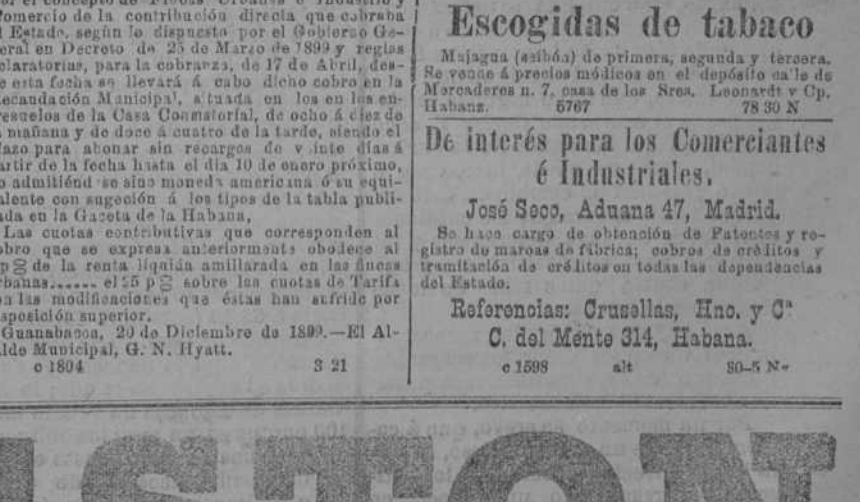 por el concepto de Fincas Urbanas é Industrio y
Comercio de la contribución directa que cobraba
el Estado, según lo dispuesto por el Gobierno Ge-
neral en Decreto de 25 de Marzo de 1899 y reglas
aclaratorias, para la cobranza, de 17 de Abril, des-
de esta fecha se llevará á cabo dicho cobro en la
Recaudación Municipal, situada en los en los en-
tresuelos de la Casa Consistorial, de ocho á diez de
la mañana y de doce á cuatro de la tarde, siendo el
plazo para abonar sin recargos de veinte días á
partir de la fecha hasta el día 10 de enero próximo,
no admitiéndose sino moneda americana ó su equi-
valente con sugeción á los tipos de la tabla publi-
cada en la Gaceta de la Habana,
Las cuotas contributivas que corresponden al
cobro que se expresa anteriormente obedece al
p% de la renta líquida amillarada en las fincas
urbanas...... el 25 p% sobre las cuotas de Tarifa
con las modificaciones que éstas han sufrido por
disposición superior.
Guanabacoa, 20 de Diciembre de 1899.—El Al-
calde Municipal, G. N. Hyatt.
c 1804 3 21
Escogidas de tabaco
Majagua (seibón) de primera, segunda y tercera.
Se vende á precios módicos en el depósito calle de
Mercaderes n. 7, casa de los Sres. Leonardt y Cp.
Habana. 5767 78 30 N
De interés para los Comerciantes
é Industriales.
José Seco, Aduana 47, Madrid.
Se hace cargo de obtención de Patentes y re-
gistro de marcas de fábrica; cobros de créditos y
tramitación de créditos en todas las dependencias
del Estado.
Referencias: Crusellas, Hno. y Cª
C. del Monte 314, Habana.
c 1598 alt 30-5 Nv
STON